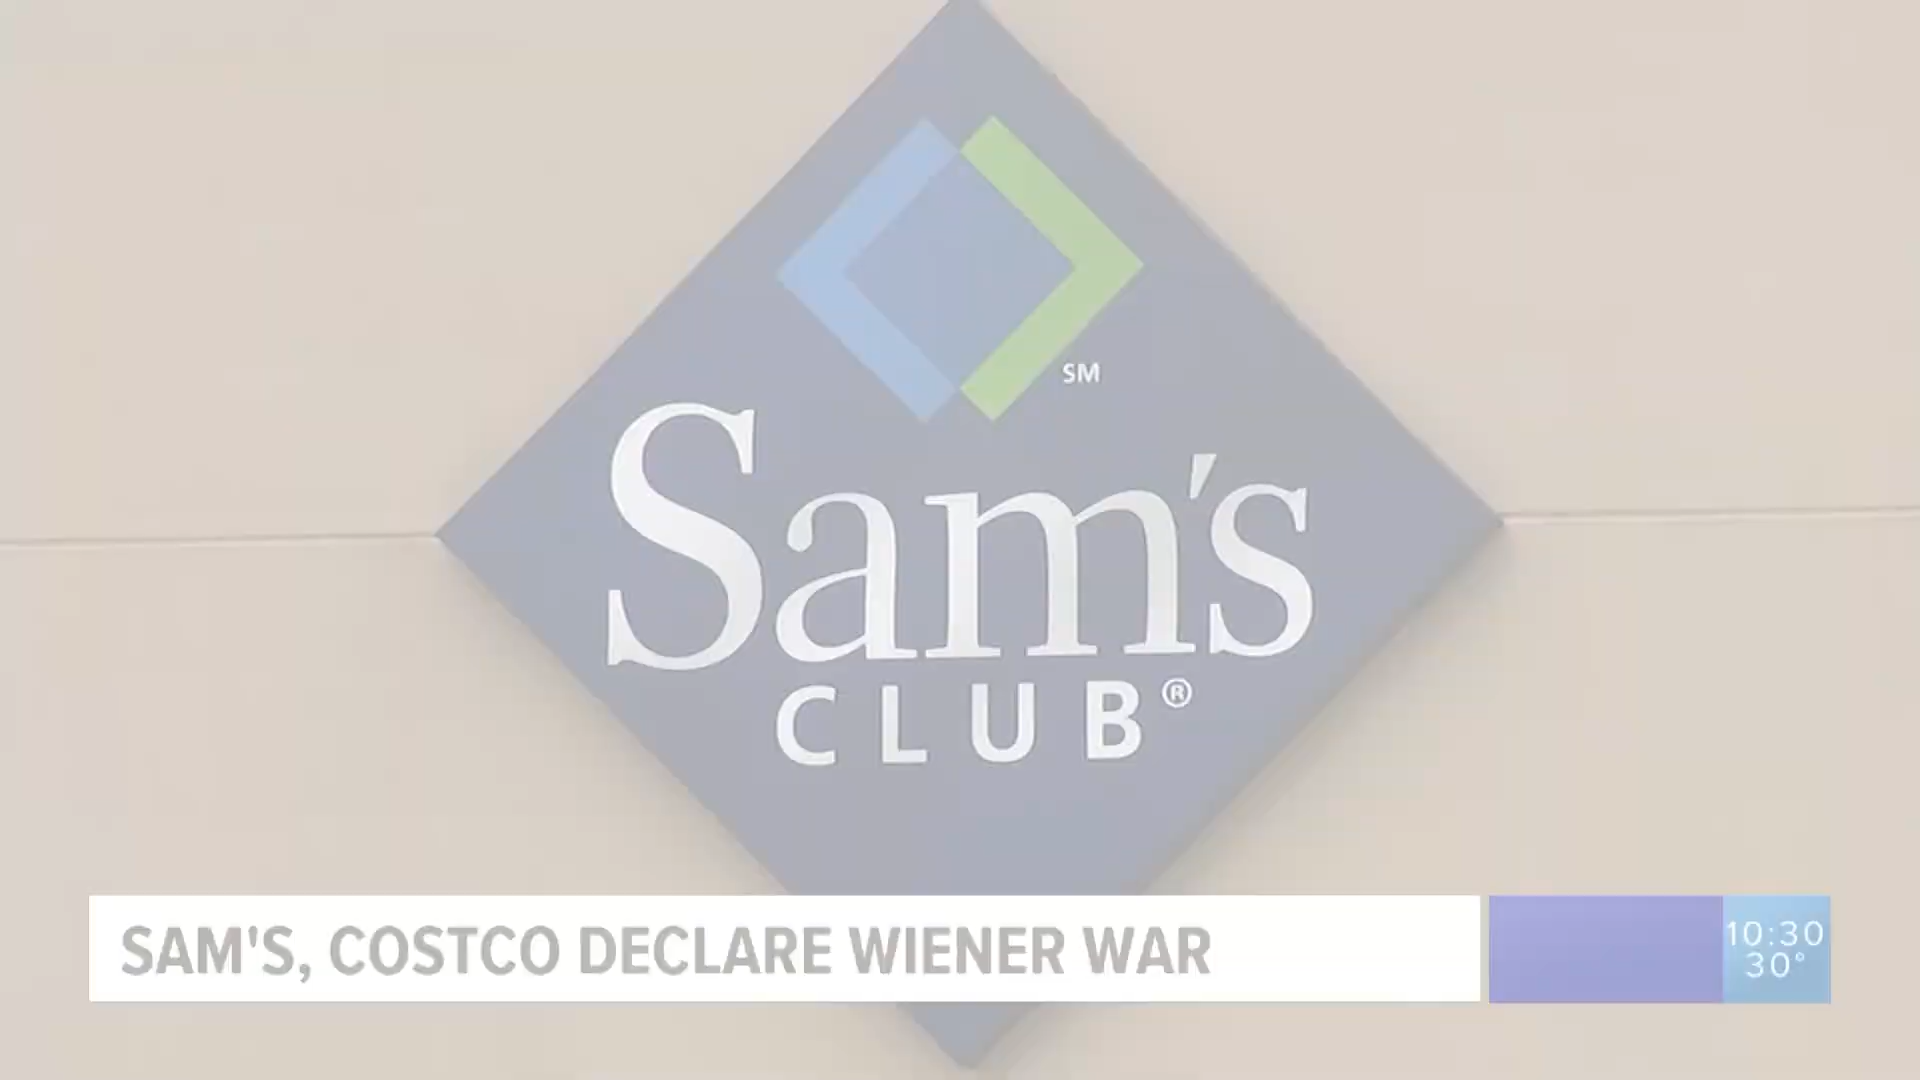 SM
Sam's
CLUB®
SAM'S, COSTCO DECLARE WIENER WAR
10:30
30°